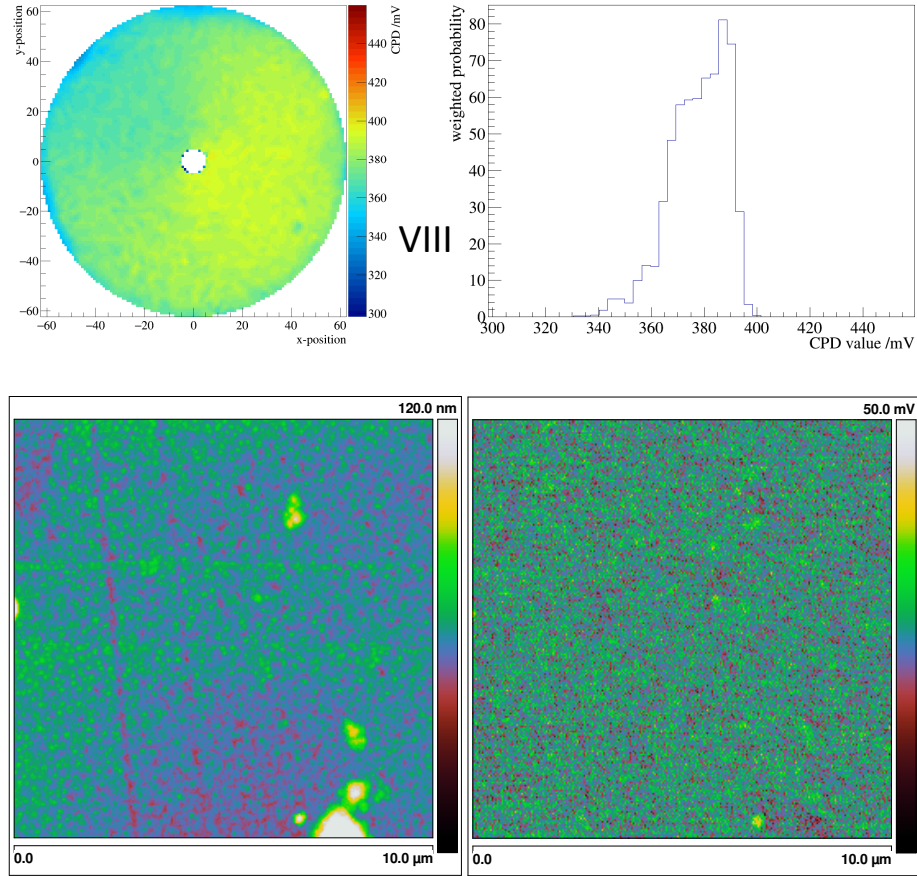 y-position
60
40
20
0
−20
−40
−60
−60 −40 −20 0 20 40 60
x-position
CPD /mV
440
420
400
380
360
340
320
300
VIII
weighted probability
80
70
60
50
40
30
20
10
0
300 320 340 360 380 400 420 440
CPD value /mV
120.0 nm
0.0 10.0 µm
50.0 mV
0.0 10.0 µm